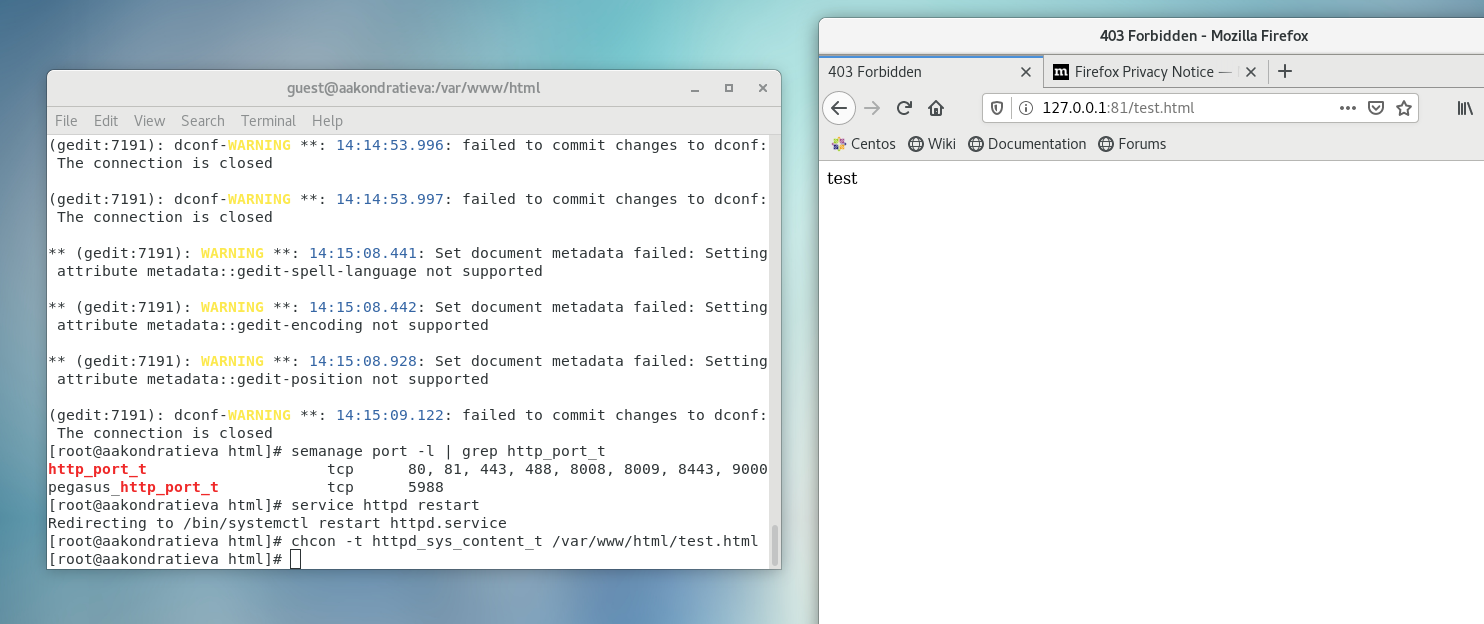 guest@aakondratieva:/var/www/html
File Edit View Search Terminal Help
(gedit:7191): dconf-WARNING **: 14:14:53.996: failed to commit changes to dconf:
The connection is closed
(gedit:7191): dconf-WARNING **: 14:14:53.997: failed to commit changes to dconf:
The connection is closed
** (gedit:7191): WARNING **: 14:15:08.441: Set document metadata failed: Setting
attribute metadata::gedit-spell-language not supported
** (gedit:7191): WARNING **: 14:15:08.442: Set document metadata failed: Setting
attribute metadata::gedit-encoding not supported
** (gedit:7191): WARNING **: 14:15:08.928: Set document metadata failed: Setting
attribute metadata::gedit-position not supported
(gedit:7191): dconf-WARNING **: 14:15:09.122: failed to commit changes to dconf:
The connection is closed
[root@aakondratieva html]# semanage port -l | grep http_port_t
http_port_t tcp 80, 81, 443, 488, 8008, 8009, 8443, 9000
pegasus_http_port_t tcp 5988
[root@aakondratieva html]# service httpd restart
Redirecting to /bin/systemctl restart httpd.service
[root@aakondratieva html]# chcon -t httpd_sys_content_t /var/www/html/test.html
[root@aakondratieva html]#
403 Forbidden - Mozilla Firefox
403 Forbidden
m Firefox Privacy Notice —
127.0.0.1:81/test.html
Centos Wiki Documentation Forums
test